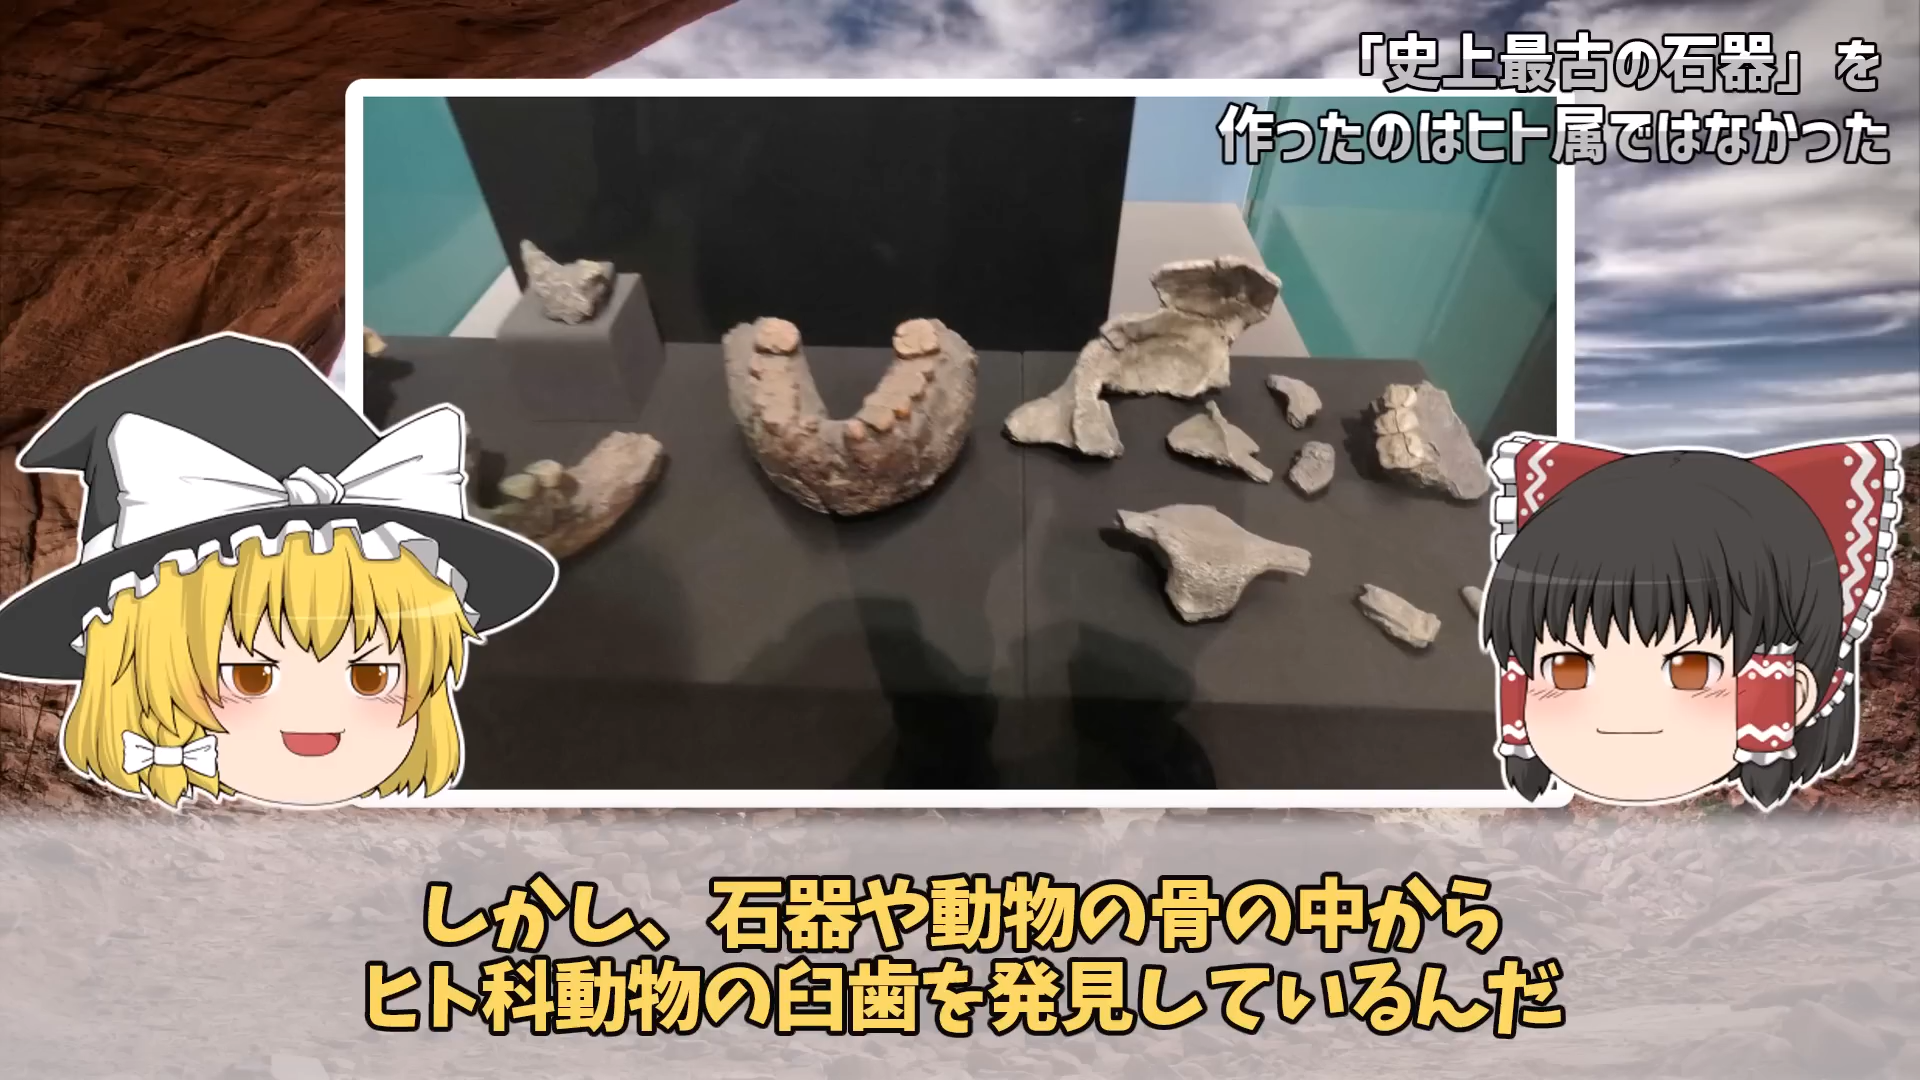 「史上最古の石器」を
作ったのはヒト属ではなかった
しかし、石器や動物の骨の中から
ヒト科動物の臼歯を発見しているんだ